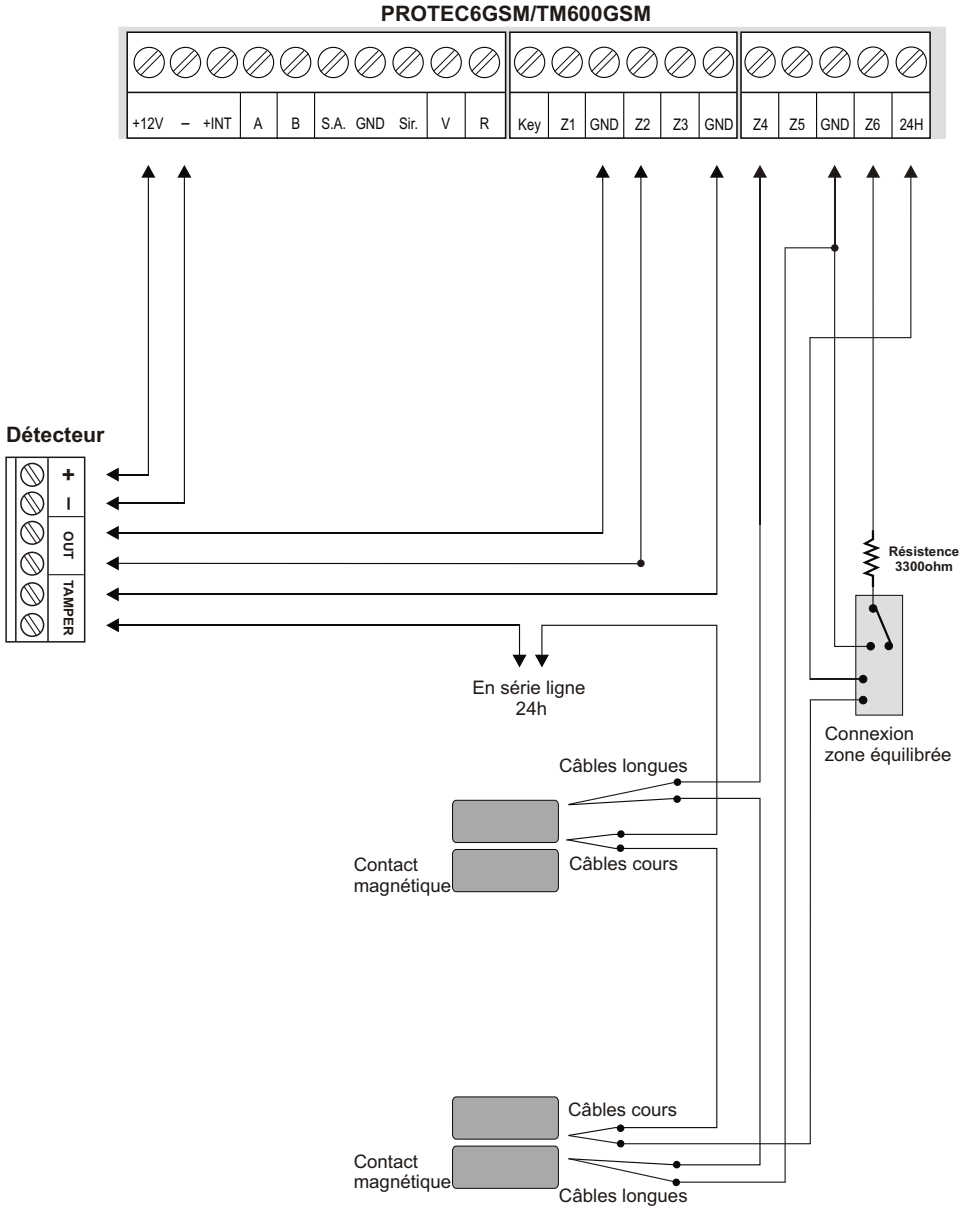 PROTEC6GSM/TM600GSM
+12V – +INT A B S.A. GND Sir. V R Key Z1 GND Z2 Z3 GND Z4 Z5 GND Z6 24H
Détecteur
+
–
OUT
TAMPER
Résistence
3300ohm
En série ligne
24h
Connexion
zone équilibrée
Câbles longues
Contact
magnétique
Câbles cours
Câbles cours
Contact
magnétique
Câbles longues